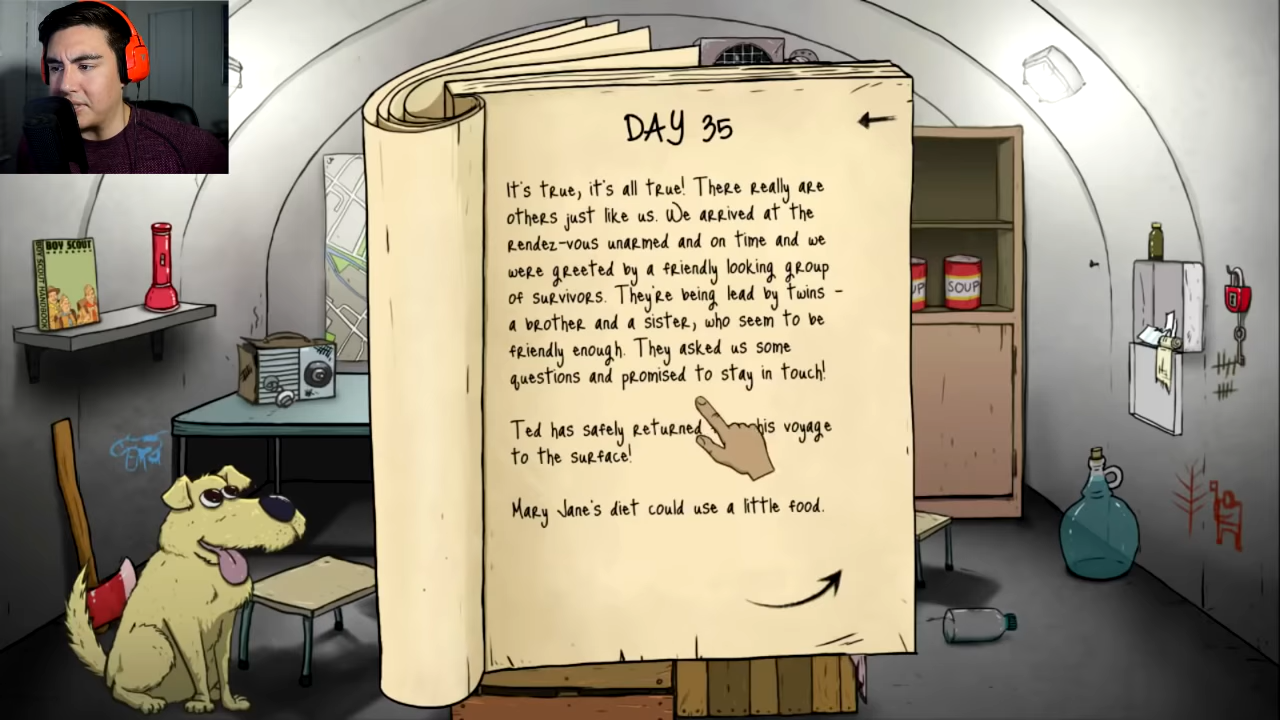 DAY 35
It's true, it's all true! There really are
others just like us. We arrived at the
rendez-vous unarmed and on time and we
were greeted by a friendly looking group
of survivors. They're being lead by twins -
a brother and a sister, who seem to be
friendly enough. They asked us some
questions and promised to stay in touch!
Ted has safely returned his voyage
to the surface!
Mary Jane's diet could use a little food.
BOY SCOUT
BOY SCOUT HANDBOOK
UP
SOUP